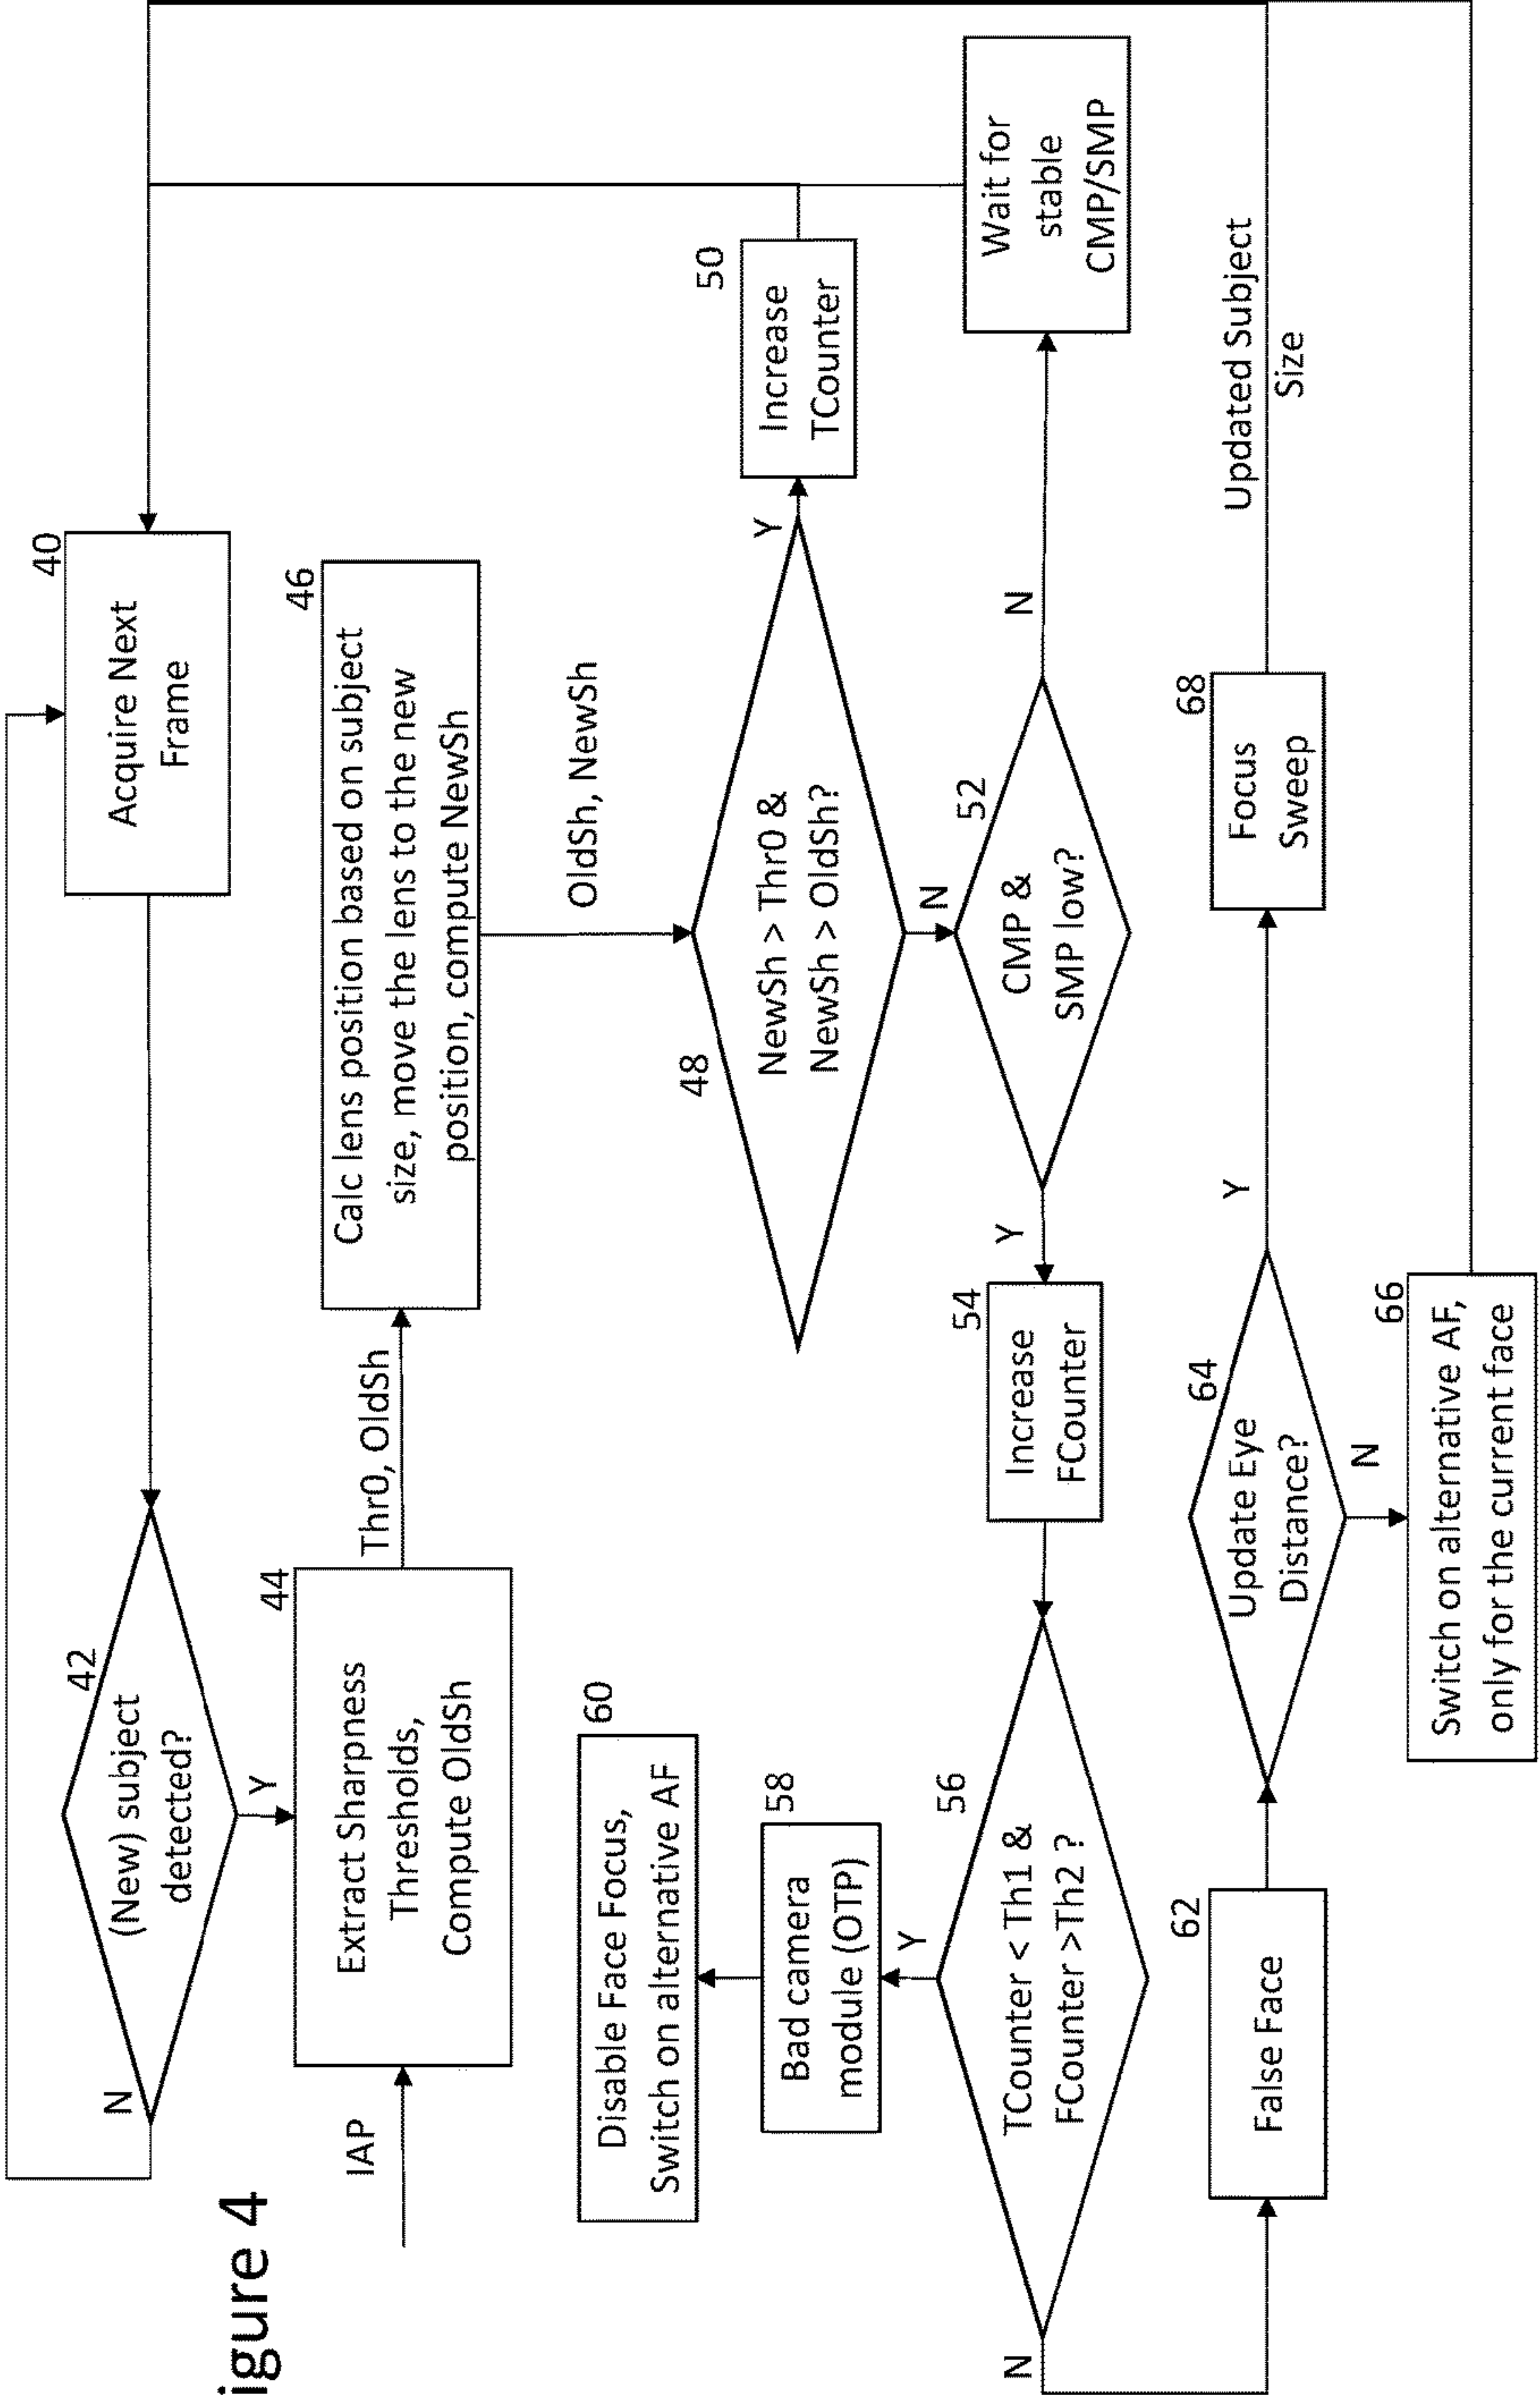 igure 4
40
Acquire Next
Frame
42
(New) subject
detected?
N
Y
IAP
44
Extract Sharpness
Thresholds,
Compute OldSh
Thr0, OldSh
46
Calc lens position based on subject
size, move the lens to the new
position, compute NewSh
OldSh, NewSh
48
NewSh > Thr0 &
NewSh > OldSh?
Y
N
50
Increase
TCounter
52
CMP &
SMP low?
N
Y
Wait for
stable
CMP/SMP
54
Increase
FCounter
56
TCounter < Th1 &
FCounter >Th2 ?
Y
N
58
Bad camera
module (OTP)
60
Disable Face Focus,
Switch on alternative AF
62
False Face
64
Update Eye
Distance?
Y
N
68
Focus
Sweep
Updated Subject
Size
66
Switch on alternative AF,
only for the current face